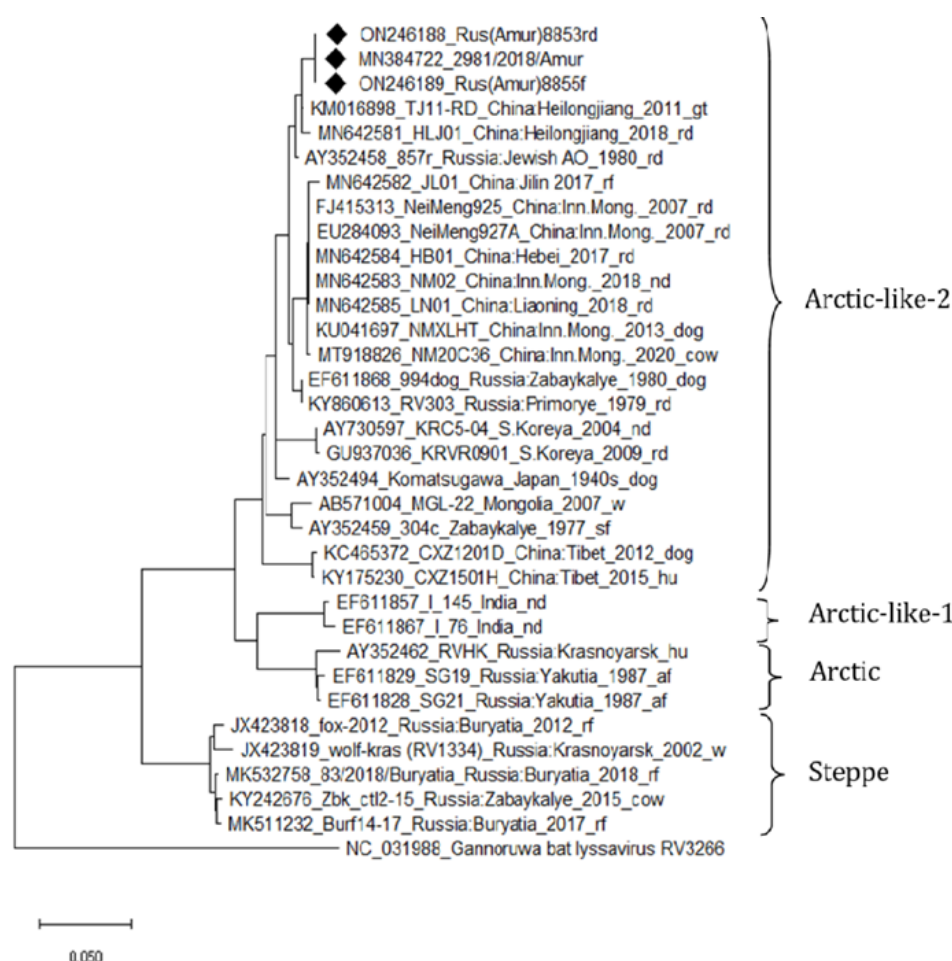 ON246188_Rus(Amur)8853rd
MN384722_2981/2018/Amur
ON246189_Rus(Amur)8855f
KM016898_TJ11-RD_China:Heilongjiang_2011_gt
MN642581_HLJ01_China:Heilongjiang_2018_rd
AY352458_857r_Russia:Jewish AO_1980_rd
MN642582_JL01_China:Jilin 2017_rf
FJ415313_NeiMeng925_China:Inn.Mong._2007_rd
EU284093_NeiMeng927A_China:Inn.Mong._2007_rd
MN642584_HB01_China:Hebei_2017_rd
MN642583_NM02_China:Inn.Mong._2018_nd
MN642585_LN01_China:Liaoning_2018_rd
KU041697_NMXLHT_China:Inn.Mong._2013_dog
MT918826_NM20C36_China:Inn.Mong._2020_cow
EF611868_994dog_Russia:Zabaykalye_1980_dog
KY860613_RV303_Russia:Primorye_1979_rd
AY730597_KRC5-04_S.Koreya_2004_nd
GU937036_KRVR0901_S.Koreya_2009_rd
AY352494_Komatsugawa_Japan_1940s_dog
AB571004_MGL-22_Mongolia_2007_w
AY352459_304c_Zabaykalye_1977_sf
KC465372_CXZ1201D_China:Tibet_2012_dog
KY175230_CXZ1501H_China:Tibet_2015_hu
Arctic-like-2
EF611857_I_145_India_nd
EF611867_I_76_India_nd
Arctic-like-1
AY352462_RVHK_Russia:Krasnoyarsk_hu
EF611829_SG19_Russia:Yakutia_1987_af
EF611828_SG21_Russia:Yakutia_1987_af
Arctic
JX423818_fox-2012_Russia:Buryatia_2012_rf
JX423819_wolf-kras (RV1334)_Russia:Krasnoyarsk_2002_w
MK532758_83/2018/Buryatia_Russia:Buryatia_2018_rf
KY242676_Zbk_ctl2-15_Russia:Zabaykalye_2015_cow
MK511232_Burf14-17_Russia:Buryatia_2017_rf
Steppe
NC_031988_Gannoruwa bat lyssavirus RV3266
0.050